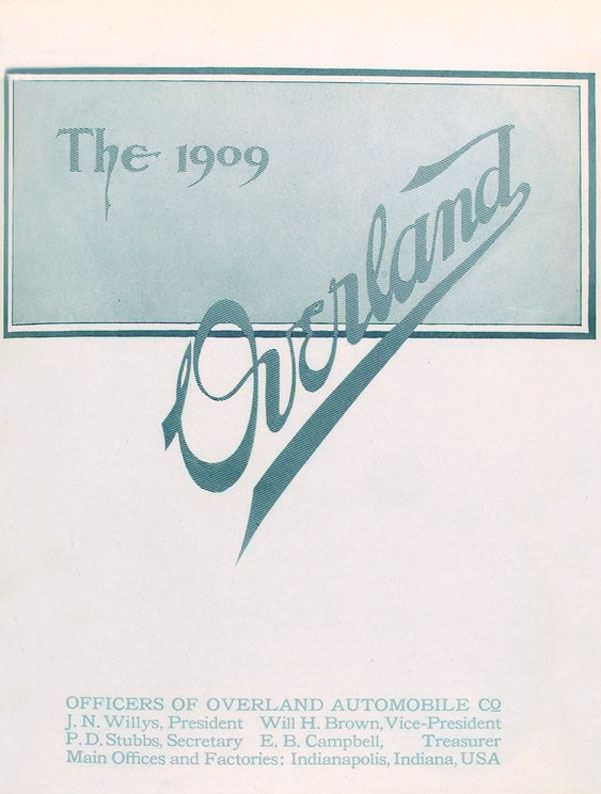 The 1909
Overland
OFFICERS OF OVERLAND AUTOMOBILE CO
J. N. Willys, President Will H. Brown, Vice-President
P. D. Stubbs, Secretary E. B. Campbell, Treasurer
Main Offices and Factories: Indianapolis, Indiana, USA